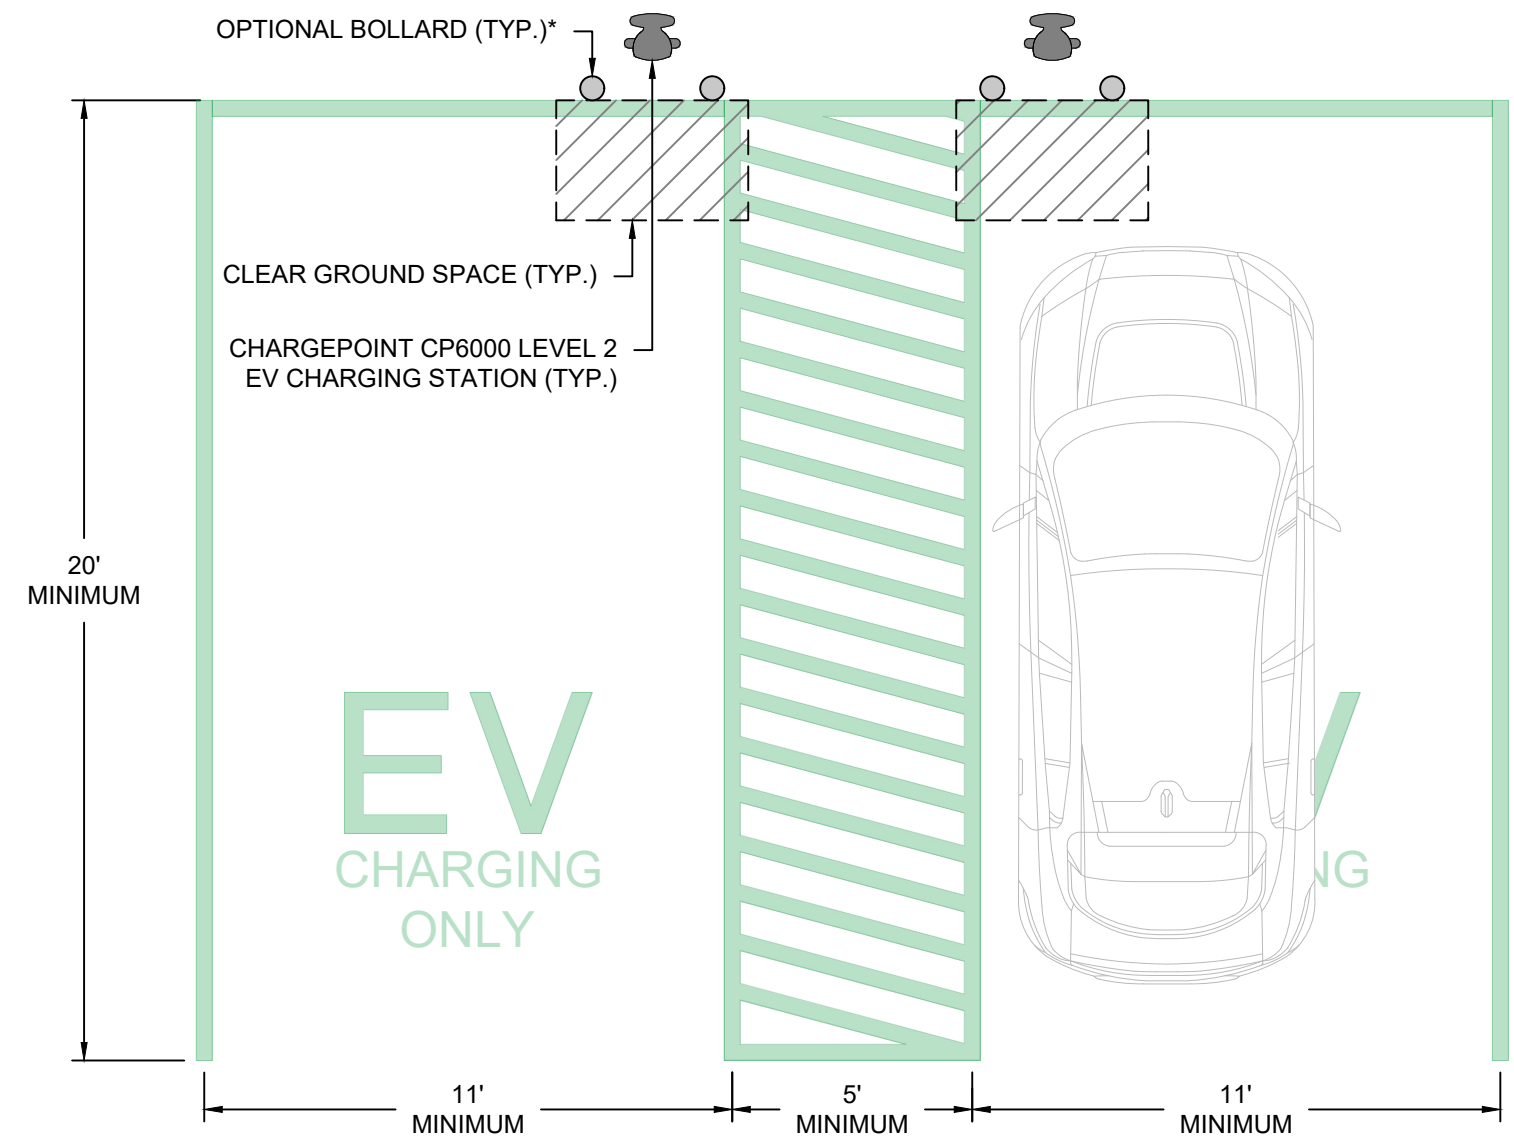 OPTIONAL BOLLARD (TYP.)*
CLEAR GROUND SPACE (TYP.)
CHARGEPOINT CP6000 LEVEL 2
EV CHARGING STATION (TYP.)
20'
MINIMUM
EV
CHARGING
ONLY
V
NG
11'
MINIMUM
5'
MINIMUM
11'
MINIMUM